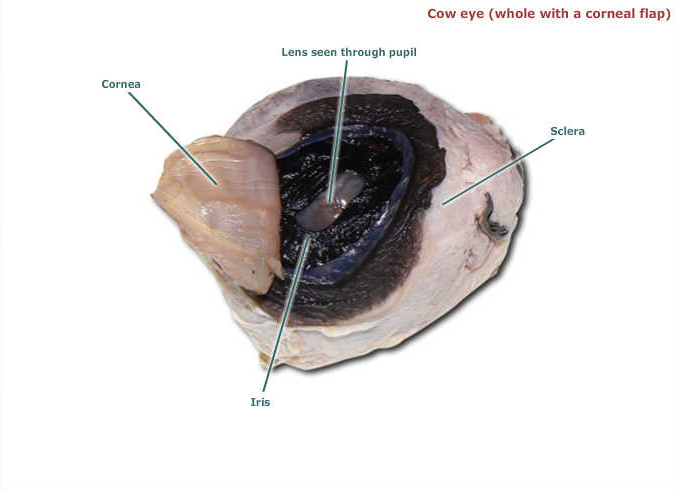 Cow eye (whole with a corneal flap)
Lens seen through pupil
Cornea
Sclera
Iris